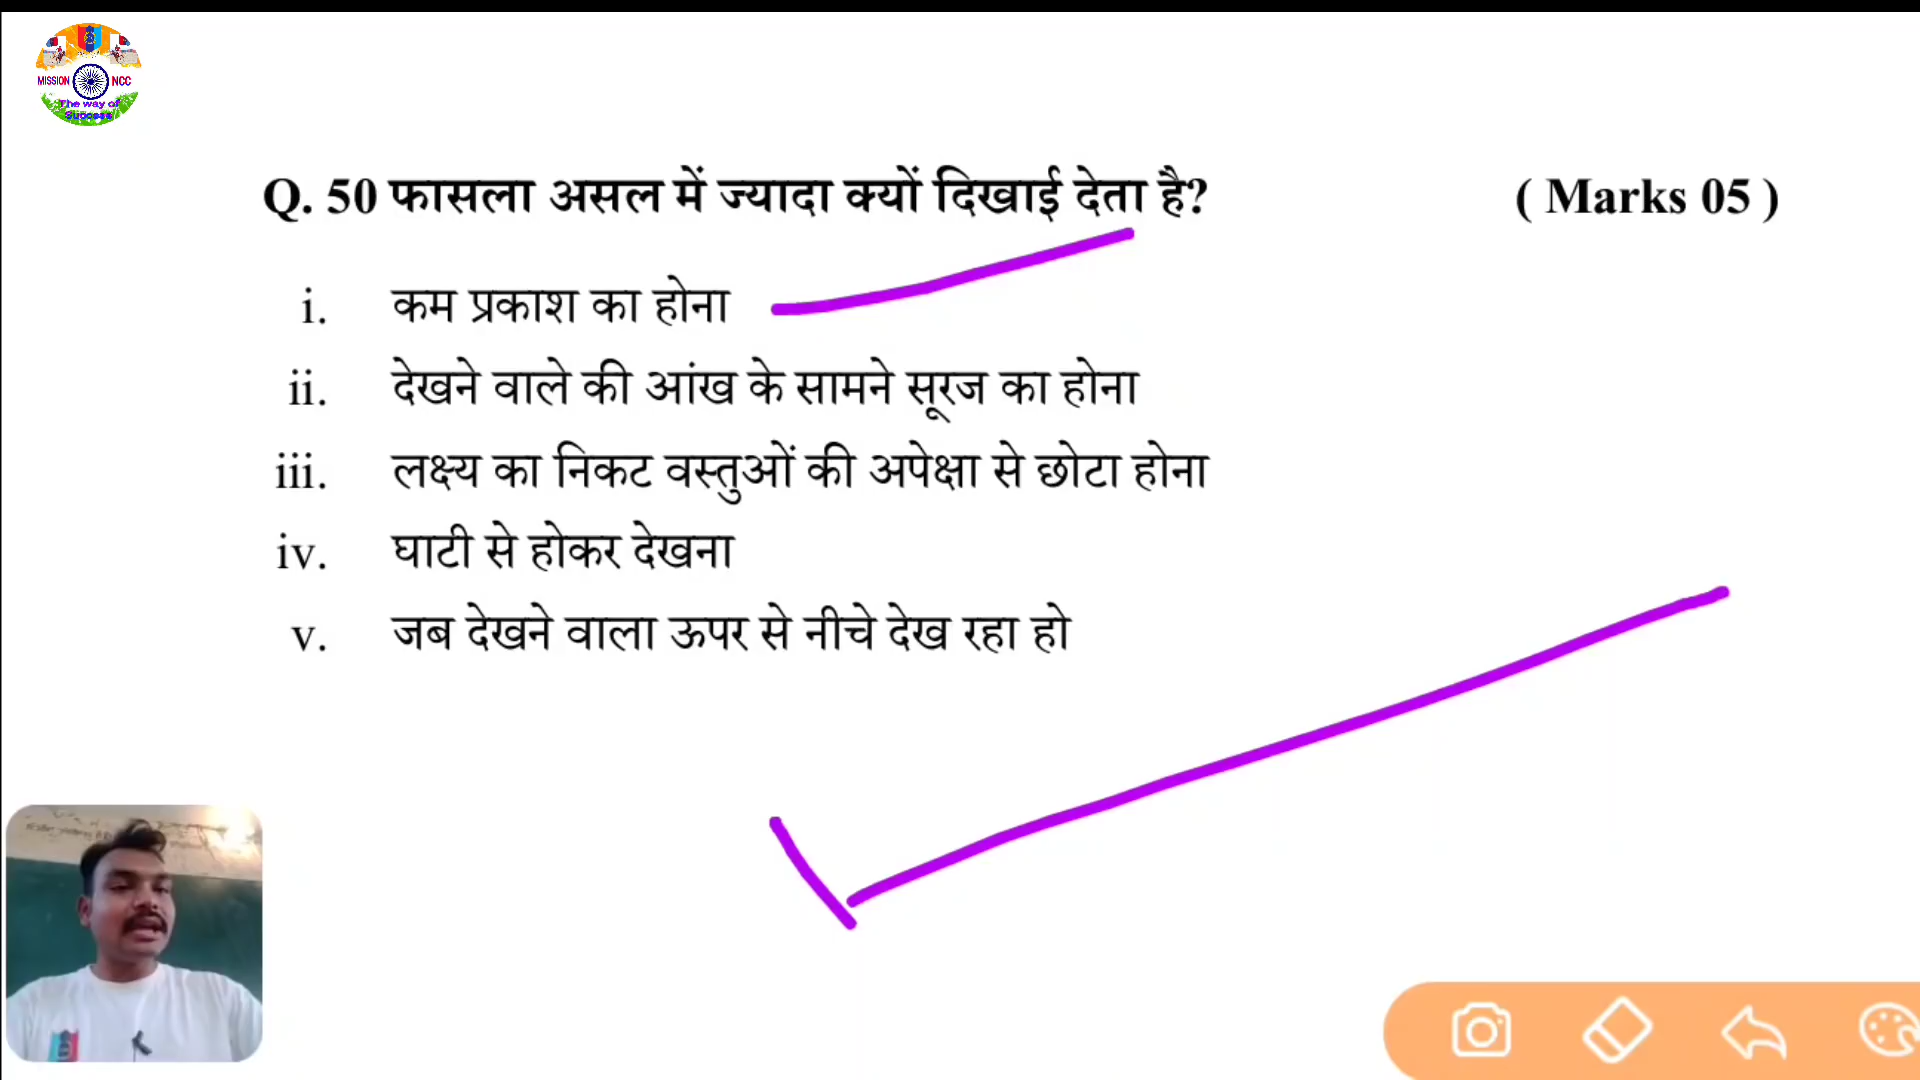 MISSION NCC
The way of
Success
Q. 50 फासला असल में ज्यादा क्यों दिखाई देता है? ( Marks 05 )
i. कम प्रकाश का होना
ii. देखने वाले की आंख के सामने सूरज का होना
iii. लक्ष्य का निकट वस्तुओं की अपेक्षा से छोटा होना
iv. घाटी से होकर देखना
v. जब देखने वाला ऊपर से नीचे देख रहा हो